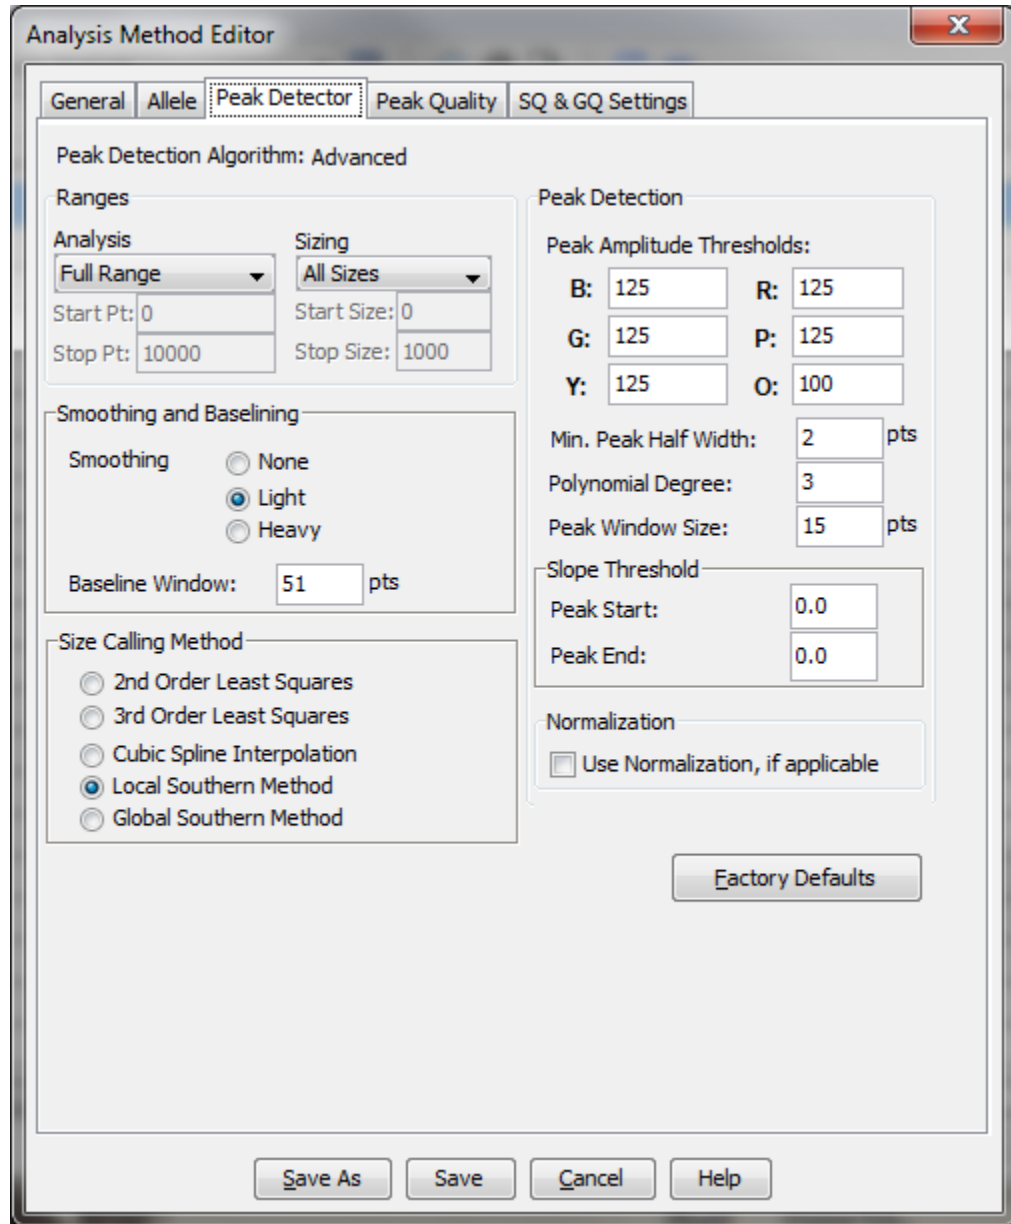 Analysis Method Editor
General Allele Peak Detector Peak Quality SQ & GQ Settings
Peak Detection Algorithm: Advanced
Ranges
Analysis
Full Range
Start Pt: 0
Stop Pt: 10000
Sizing
All Sizes
Start Size: 0
Stop Size: 1000
Smoothing and Baselining
Smoothing
None
Light
Heavy
Baseline Window: 51 pts
Size Calling Method
2nd Order Least Squares
3rd Order Least Squares
Cubic Spline Interpolation
Local Southern Method
Global Southern Method
Peak Detection
Peak Amplitude Thresholds:
B: 125 R: 125
G: 125 P: 125
Y: 125 O: 100
Min. Peak Half Width: 2 pts
Polynomial Degree: 3
Peak Window Size: 15 pts
Slope Threshold
Peak Start: 0.0
Peak End: 0.0
Normalization
Use Normalization, if applicable
Factory Defaults
Save As Save Cancel Help